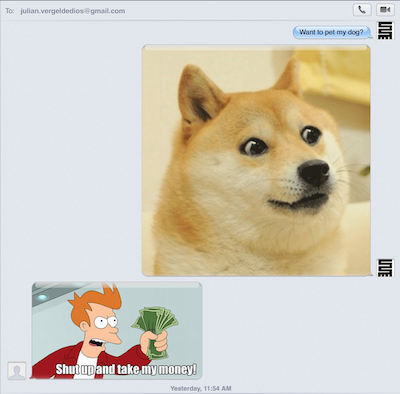 To: julian.vergeldedios@gmail.com
Want to pet my dog?
Shut up and take my money!
Yesterday, 11:54 AM